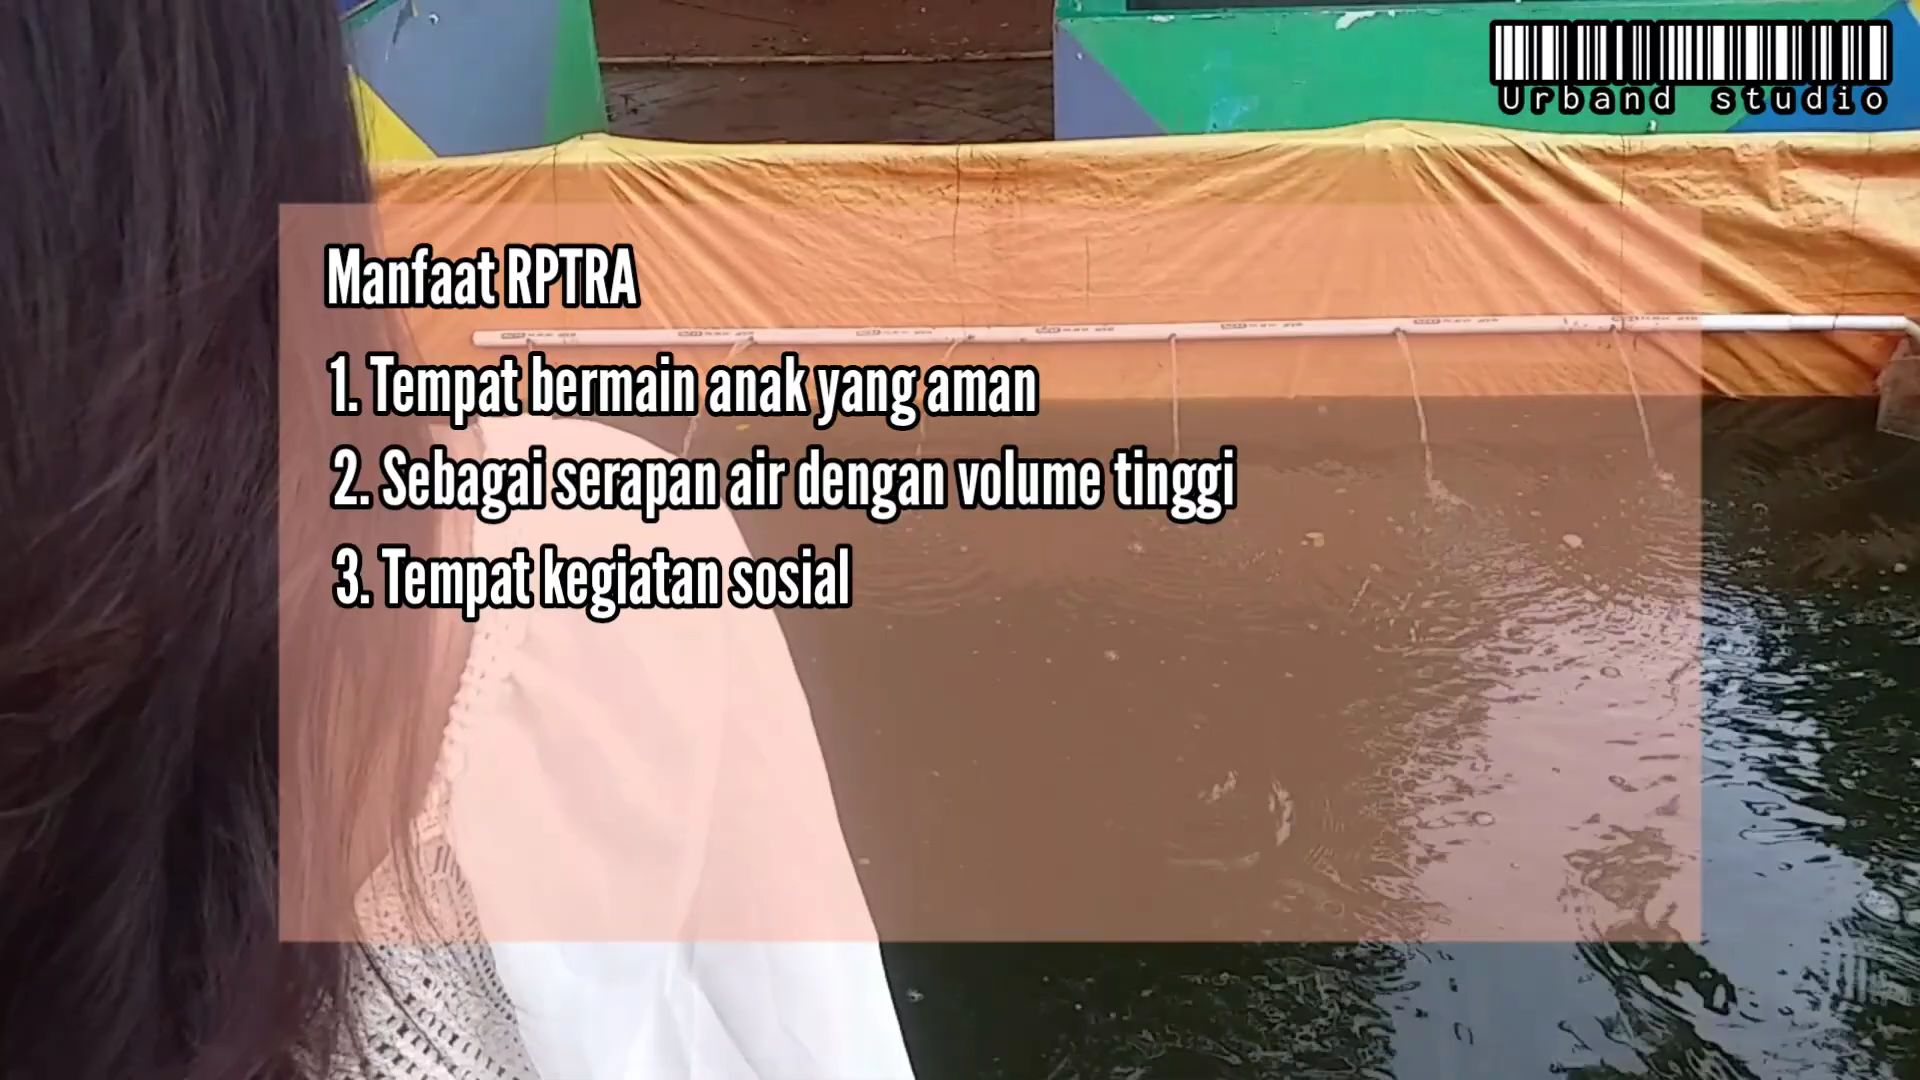 Urband studio
Manfaat RPTRA
1. Tempat bermain anak yang aman
2. Sebagai serapan air dengan volume tinggi
3. Tempat kegiatan sosial